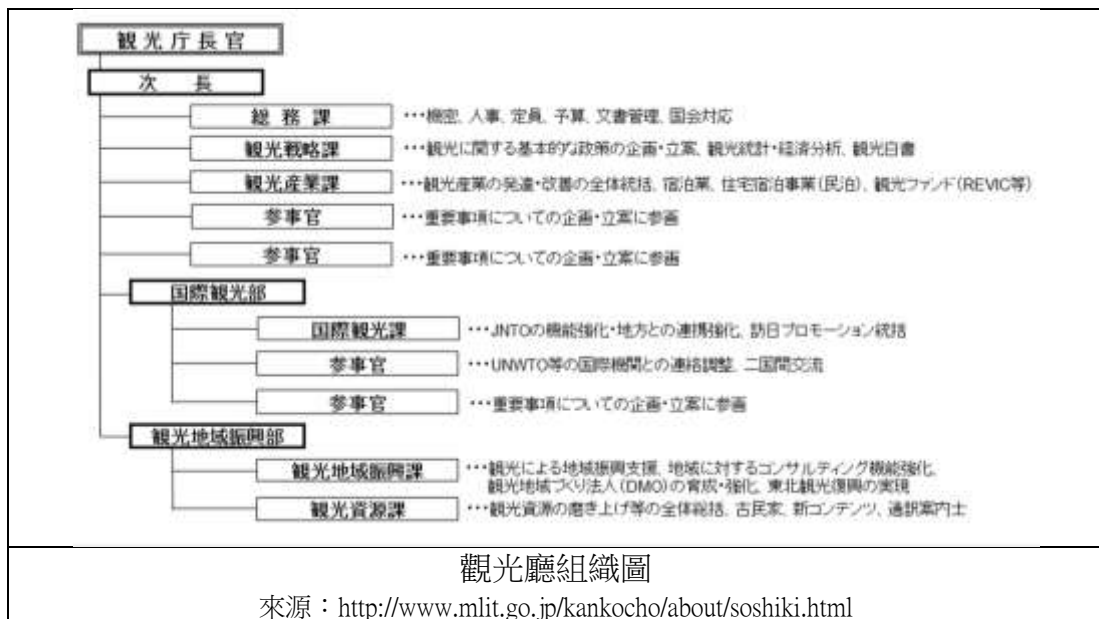 観光庁長官
次 長
総務課 ･･･機密、人事、定員、予算、文書管理、国会対応
観光戦略課 ･･･観光に関する基本的な政策の企画・立案、観光統計・経済分析、観光白書
観光産業課 ･･･観光産業の発達・改善の全体統括、宿泊業、住宅宿泊事業(民泊)、観光ファンド(REVIC等)
参事官 ･･･重要事項についての企画・立案に参画
参事官 ･･･重要事項についての企画・立案に参画
国際観光部
国際観光課 ･･･JNTOの機能強化・地方との連携強化、訪日プロモーション統括
参事官 ･･･UNWTO等の国際機関との連絡調整、二国間交流
参事官 ･･･重要事項についての企画・立案に参画
観光地域振興部
観光地域振興課 ･･･観光による地域振興支援、地域に対するコンサルティング機能強化、
観光地域づくり法人(DMO)の育成・強化、東北観光復興の実現
観光資源課 ･･･観光資源の磨き上げ等の全体総括、古民家、新コンテンツ、通訳案内士
觀光廳組織圖
來源：http://www.mlit.go.jp/kankocho/about/soshiki.html